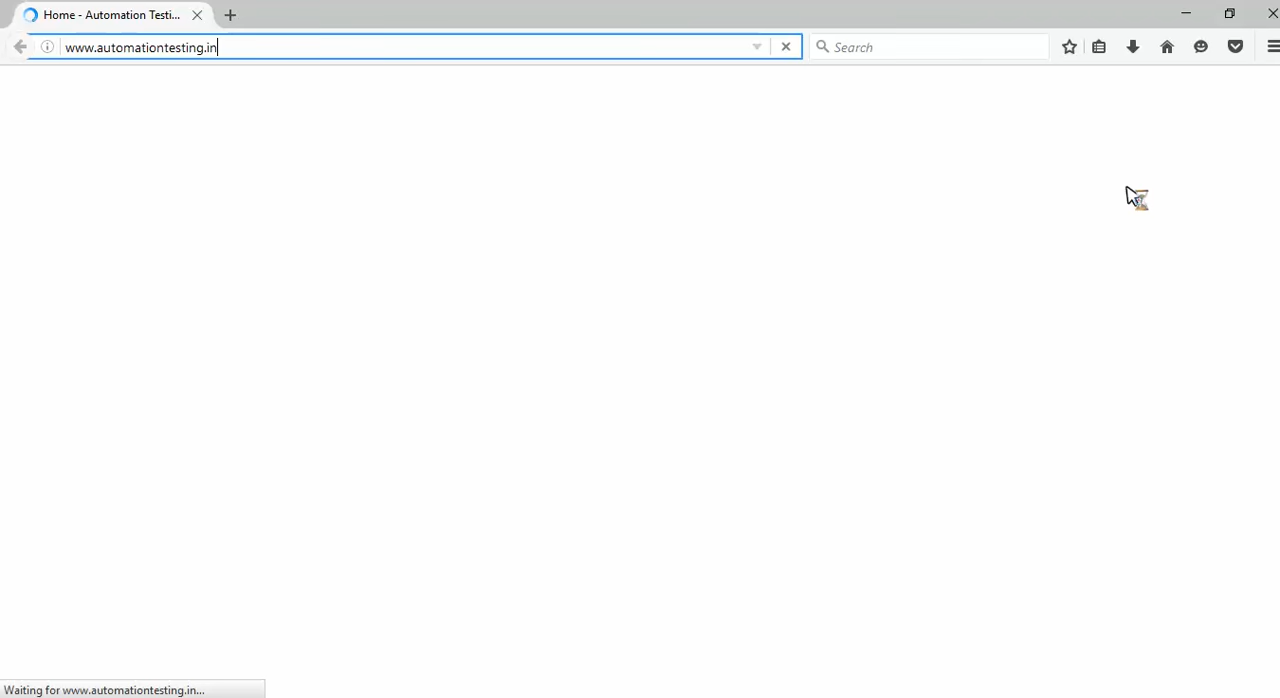 Home - Automation Testi...
www.automationtesting.in
Search
Waiting for www.automationtesting.in...